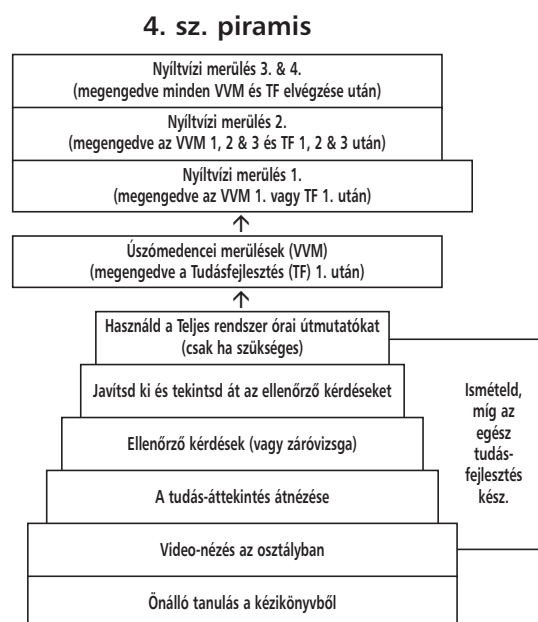 4. sz. piramis
Nyíltvízi merülés 3. & 4.
(megengedve minden VVM és TF elvégzése után)
Nyíltvízi merülés 2.
(megengedve az VVM 1, 2 & 3 és TF 1, 2 & 3 után)
Nyíltvízi merülés 1.
(megengedve az VVM 1. vagy TF 1. után)
Úszómedencei merülések (VVM)
(megengedve a Tudásfejlesztés (TF) 1. után)
Használd a Teljes rendszer órai útmutatókat
(csak ha szükséges)
Javítsd ki és tekintsd át az ellenőrző kérdéseket
Ellenőrző kérdések (vagy záróvizsga)
A tudás-áttekintés átnézése
Video-nézés az osztályban
Önálló tanulás a kézikönyvből
Ismételd,
míg az
egész
tudás-
fejlesztés
kész.